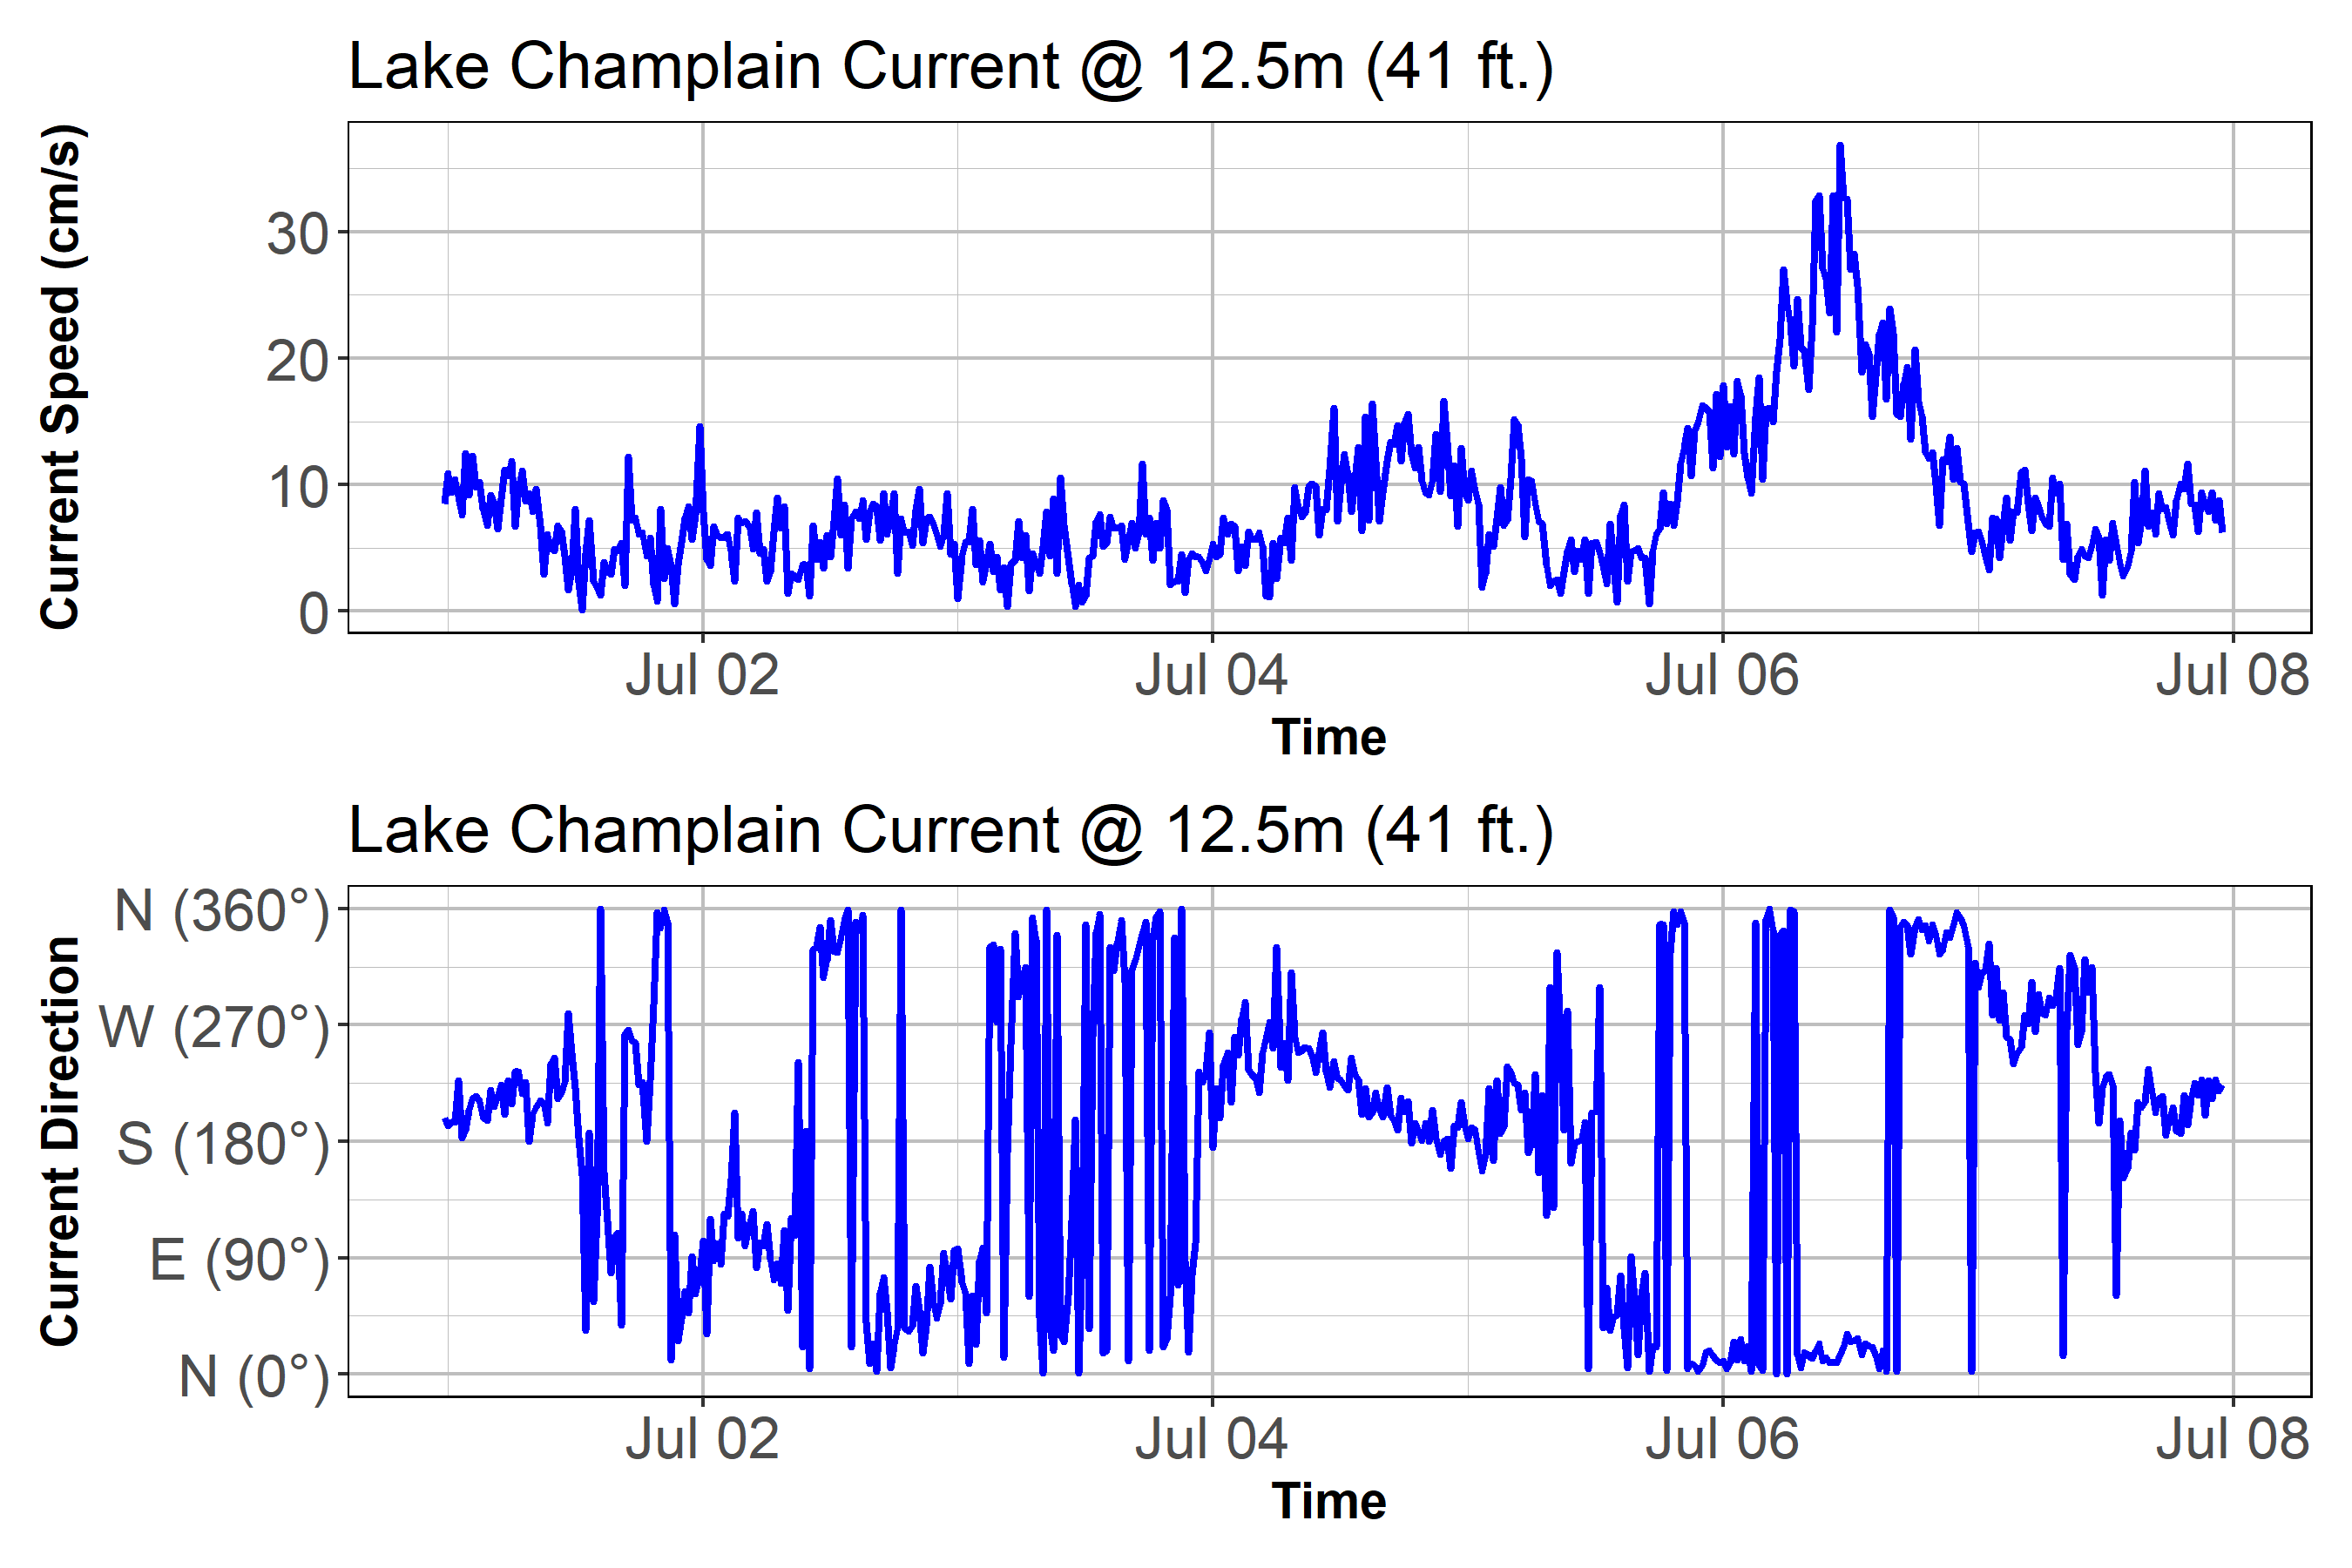 Lake Champlain Current @ 12.5m (41 ft.)
Current Speed (cm/s)
30
20
10
0
Jul 02 Jul 04 Jul 06 Jul 08
Time
Lake Champlain Current @ 12.5m (41 ft.)
Current Direction
N (360°)
W (270°)
S (180°)
E (90°)
N (0°)
Jul 02 Jul 04 Jul 06 Jul 08
Time